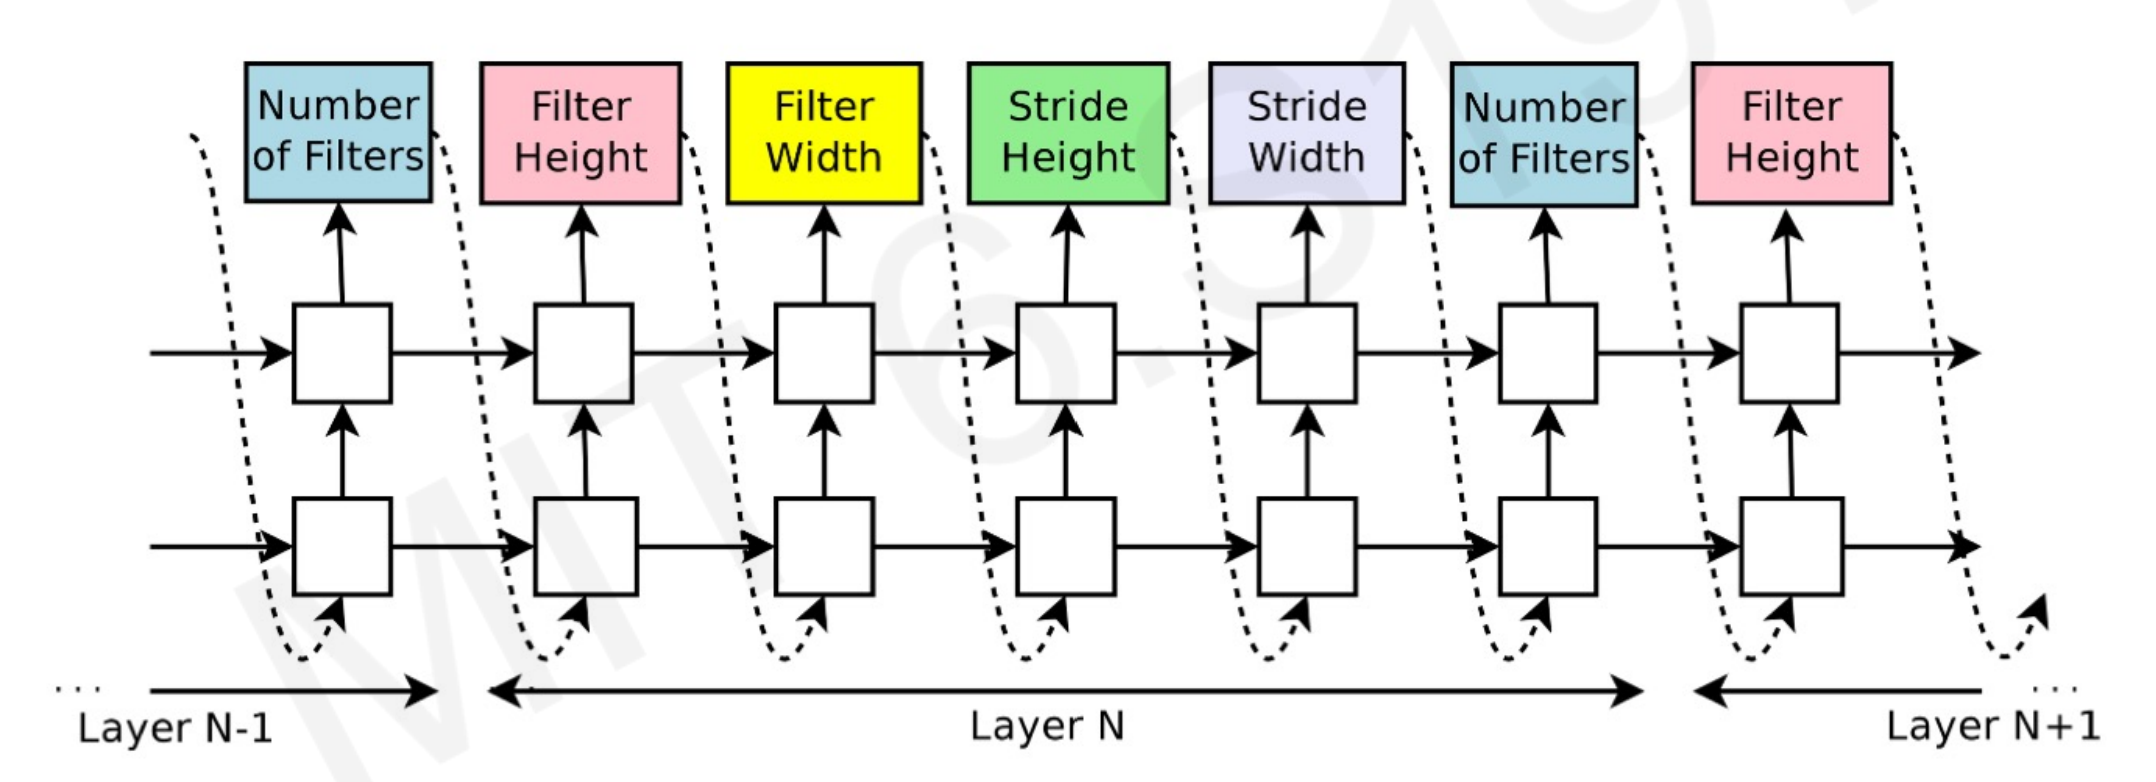 Number
of Filters
Filter
Height
Filter
Width
Stride
Height
Stride
Width
Number
of Filters
Filter
Height
...
Layer N-1
Layer N
...
Layer N+1
MIT 6.S19